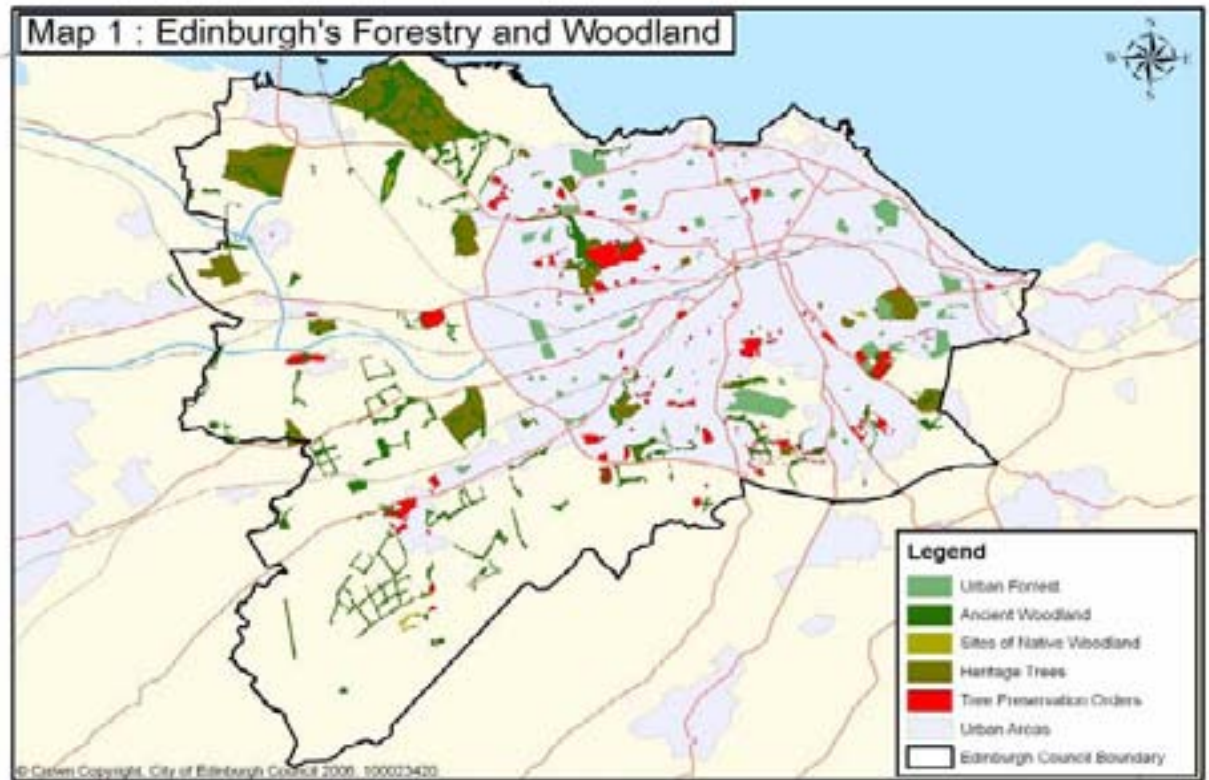 Map 1 : Edinburgh's Forestry and Woodland
N
W E
S
Legend
Urban Forrest
Ancient Woodland
Sites of Native Woodland
Heritage Trees
Tree Preservation Orders
Urban Areas
Edinburgh Council Boundary
© Crown Copyright, City of Edinburgh Council 2006. 100023420